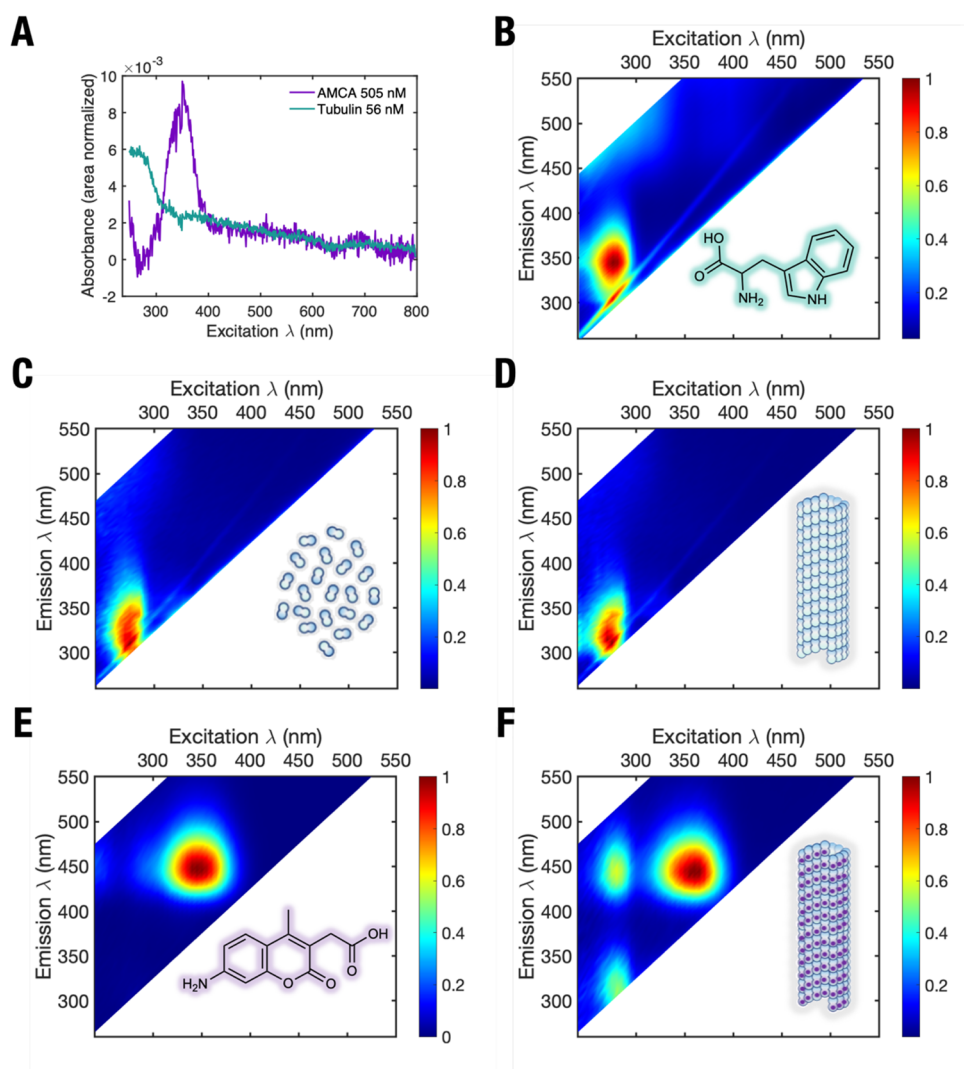 A
×10⁻³
10
8
6
4
2
0
-2
Absorbance (area normalized)
AMCA 505 nM
Tubulin 56 nM
300 400 500 600 700 800
Excitation λ (nm)
B
Excitation λ (nm)
300 350 400 450 500 550
550
500
450
400
350
300
Emission λ (nm)
HO
O
NH₂
NH
1
0.8
0.6
0.4
0.2
C
Excitation λ (nm)
300 350 400 450 500 550
550
500
450
400
350
300
Emission λ (nm)
1
0.8
0.6
0.4
0.2
D
Excitation λ (nm)
300 350 400 450 500 550
550
500
450
400
350
300
Emission λ (nm)
1
0.8
0.6
0.4
0.2
E
Excitation λ (nm)
300 350 400 450 500 550
550
500
450
400
350
300
Emission λ (nm)
OH
O
H₂N
O
O
1
0.8
0.6
0.4
0.2
0
F
Excitation λ (nm)
300 350 400 450 500 550
550
500
450
400
350
300
Emission λ (nm)
1
0.8
0.6
0.4
0.2